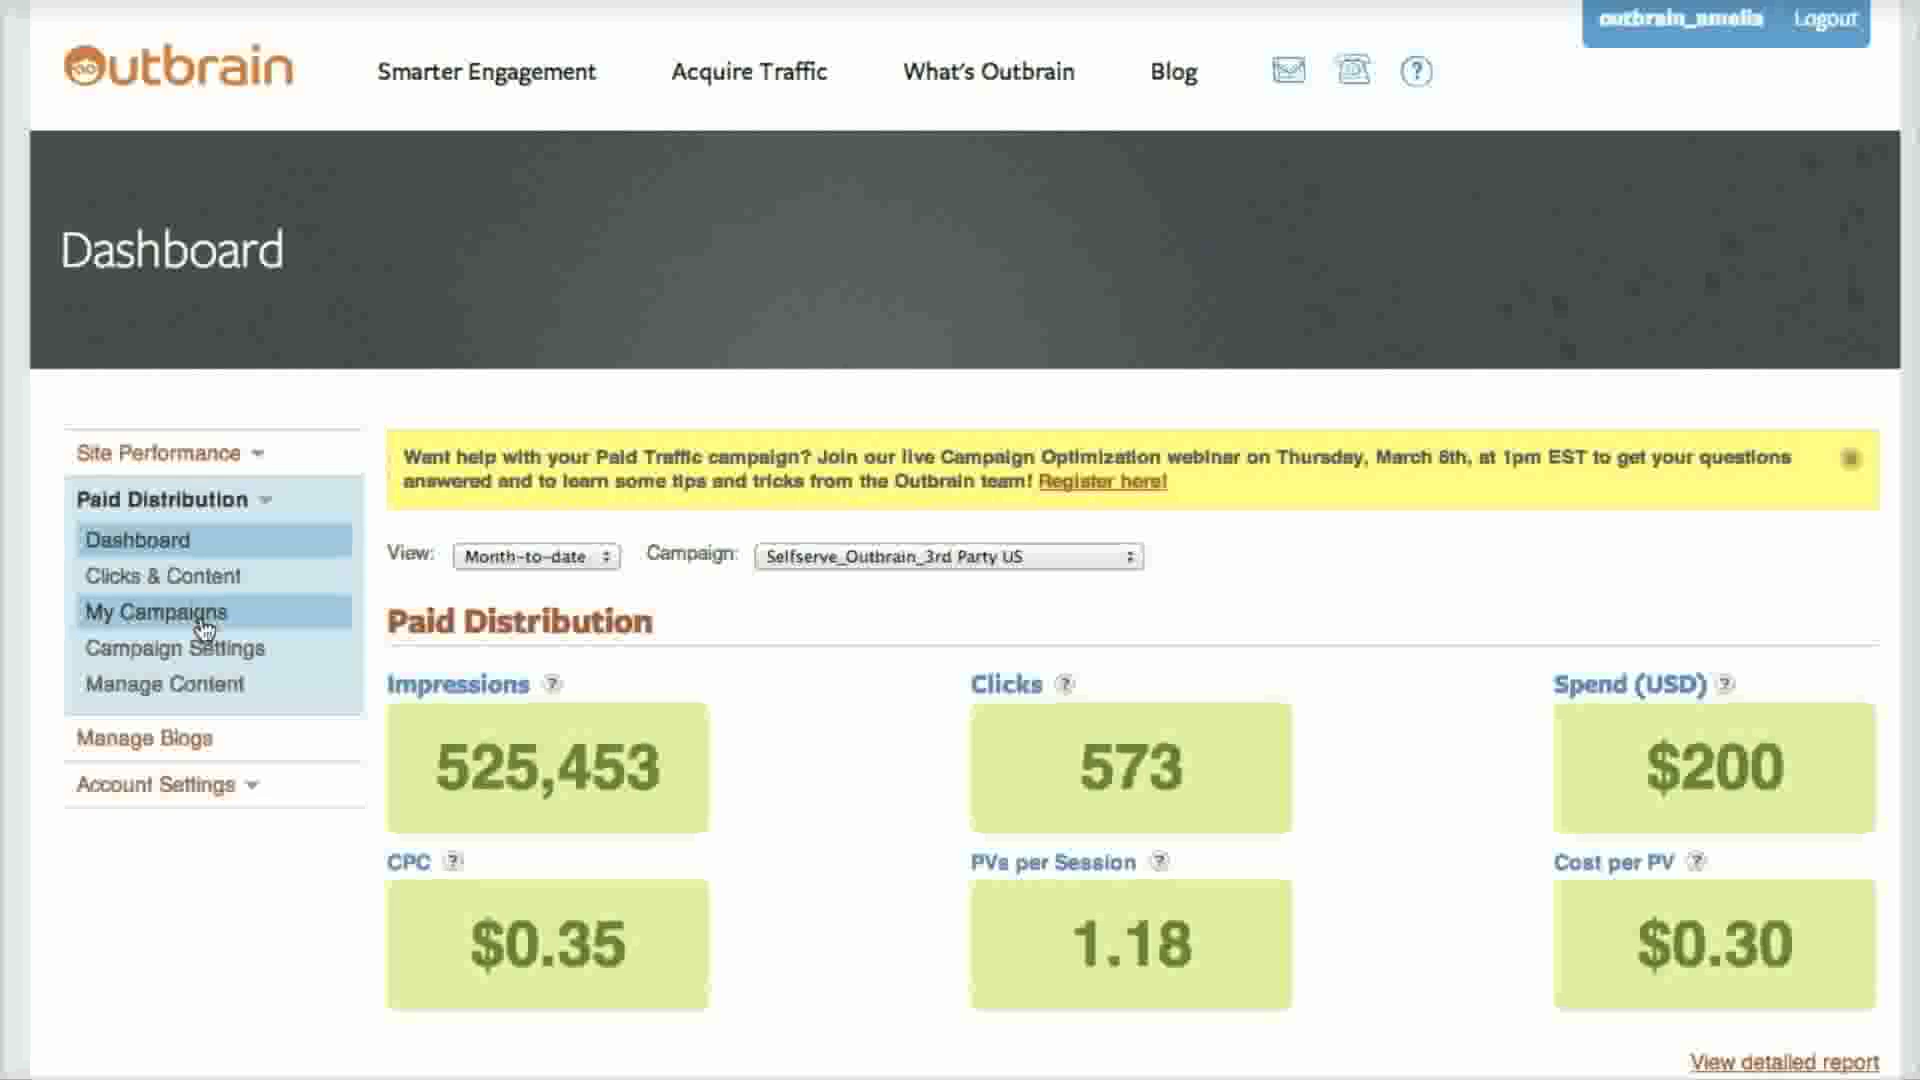 outbrain_amelia Logout
Outbrain Smarter Engagement Acquire Traffic What's Outbrain Blog ?
Dashboard
Site Performance
Paid Distribution
Dashboard
Clicks & Content
My Campaigns
Campaign Settings
Manage Content
Manage Blogs
Account Settings
Want help with your Paid Traffic campaign? Join our live Campaign Optimization webinar on Thursday, March 6th, at 1pm EST to get your questions
answered and to learn some tips and tricks from the Outbrain team! Register here!
View: Month-to-date Campaign: Selfserve_Outbrain_3rd Party US
Paid Distribution
Impressions ? Clicks ? Spend (USD) ?
525,453 573 $200
CPC ? PVs per Session ? Cost per PV ?
$0.35 1.18 $0.30
View detailed report